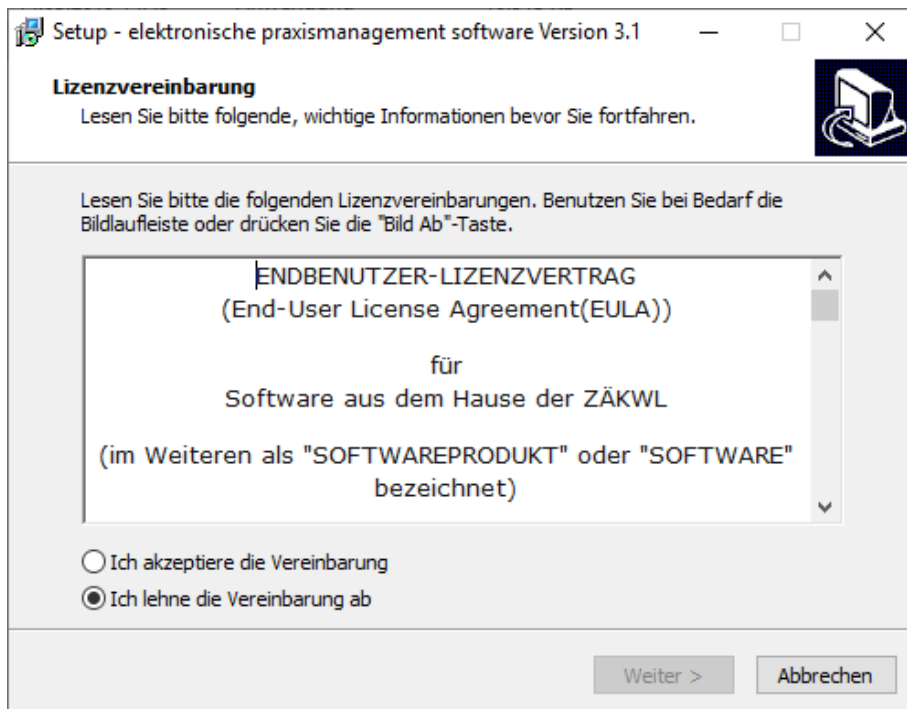 Setup - elektronische praxismanagement software Version 3.1
Lizenzvereinbarung
Lesen Sie bitte folgende, wichtige Informationen bevor Sie fortfahren.
Lesen Sie bitte die folgenden Lizenzvereinbarungen. Benutzen Sie bei Bedarf die
Bildlaufleiste oder drücken Sie die "Bild Ab"-Taste.
ENDBENUTZER-LIZENZVERTRAG
(End-User License Agreement(EULA))
für
Software aus dem Hause der ZÄKWL
(im Weiteren als "SOFTWAREPRODUKT" oder "SOFTWARE"
bezeichnet)
Ich akzeptiere die Vereinbarung
Ich lehne die Vereinbarung ab
Weiter >
Abbrechen